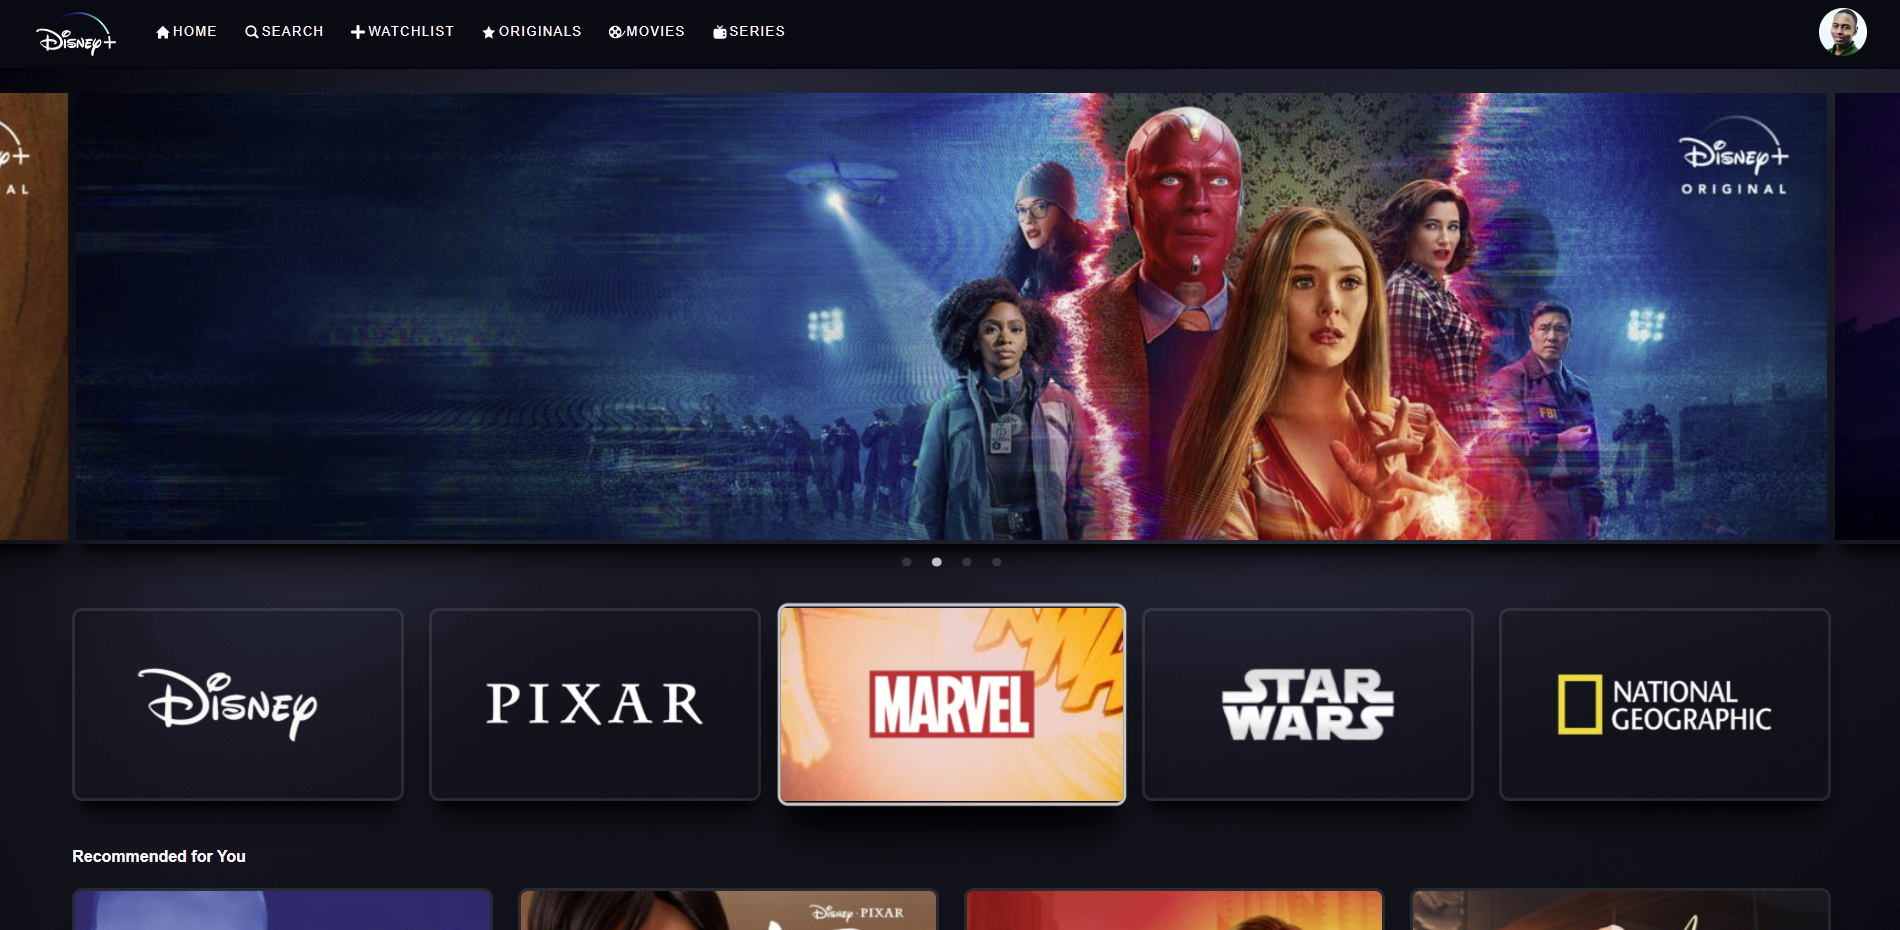 Disney+
HOME
SEARCH
WATCHLIST
ORIGINALS
MOVIES
SERIES
AL
Disney+
ORIGINAL
FBI
Disney
PIXAR
MARVEL
STAR
WARS
NATIONAL
GEOGRAPHIC
Recommended for You
Disney · PIXAR